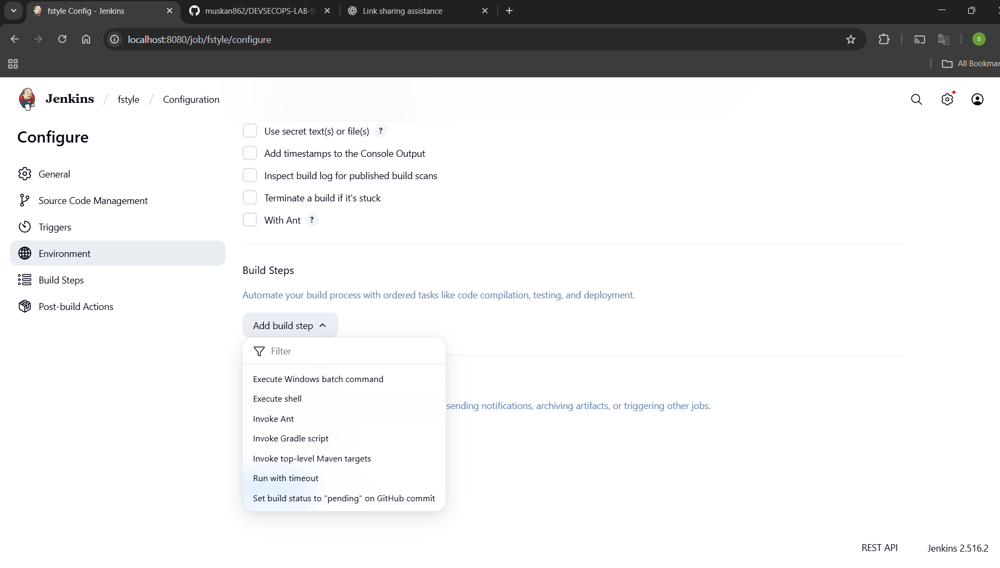 fstyle Config - Jenkins
muskan862/DEVSECOPS-LAB-S
Link sharing assistance
localhost:8080/job/fstyle/configure
S
All Bookmar
Jenkins / fstyle / Configuration
Configure
General
Source Code Management
Triggers
Environment
Build Steps
Post-build Actions
Use secret text(s) or file(s) ?
Add timestamps to the Console Output
Inspect build log for published build scans
Terminate a build if it's stuck
With Ant ?
Build Steps
Automate your build process with ordered tasks like code compilation, testing, and deployment.
Add build step
Filter
Execute Windows batch command
Execute shell
Invoke Ant
Invoke Gradle script
Invoke top-level Maven targets
Run with timeout
Set build status to "pending" on GitHub commit
sending notifications, archiving artifacts, or triggering other jobs.
REST API
Jenkins 2.516.2